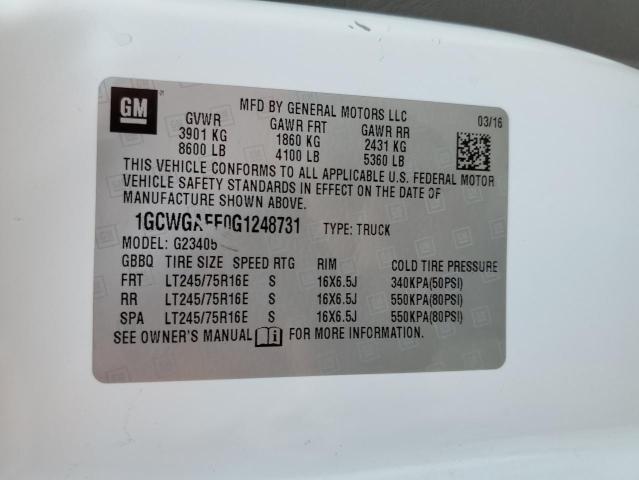 GM
MFD BY GENERAL MOTORS LLC
03/16
GVWR GAWR FRT GAWR RR
3901 KG 1860 KG 2431 KG
8600 LB 4100 LB 5360 LB
THIS VEHICLE CONFORMS TO ALL APPLICABLE U.S. FEDERAL MOTOR
VEHICLE SAFETY STANDARDS IN EFFECT ON THE DATE OF
MANUFACTURE SHOWN ABOVE.
TYPE: TRUCK
MODEL: G23405
GBBQ TIRE SIZE SPEED RTG RIM COLD TIRE PRESSURE
FRT LT245/75R16E S 16X6.5J 340KPA(50PSI)
RR LT245/75R16E S 16X6.5J 550KPA(80PSI)
SPA LT245/75R16E S 16X6.5J 550KPA(80PSI)
SEE OWNER'S MANUAL FOR MORE INFORMATION.